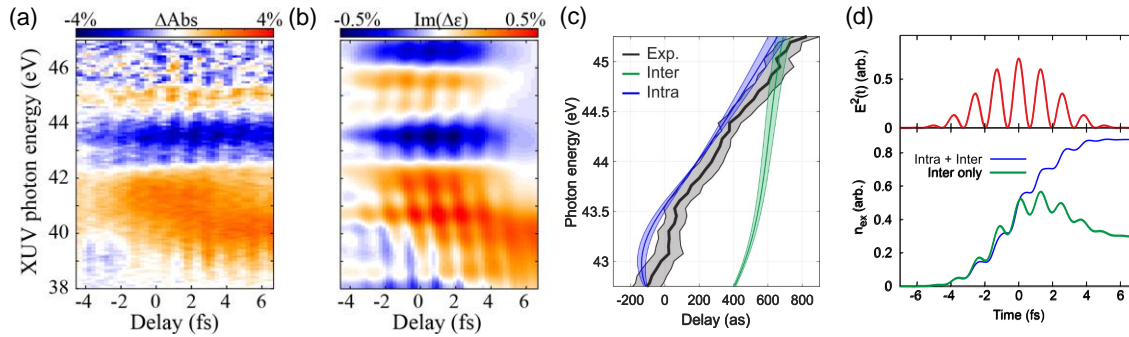 (a)
-4% ΔAbs 4%
XUV photon energy (eV)
46
44
42
40
38
-4 -2 0 2 4 6
Delay (fs)
(b)
-0.5% Im(Δε) 0.5%
-4 -2 0 2 4 6
Delay (fs)
(c)
Exp.
Inter
Intra
Photon energy (eV)
45
44.5
44
43.5
43
-200 0 200 400 600 800
Delay (as)
(d)
E²(t) (arb.)
0.5
0
Intra + Inter
Inter only
n_ex (arb.)
0.8
0.4
0
-6 -4 -2 0 2 4 6
Time (fs)